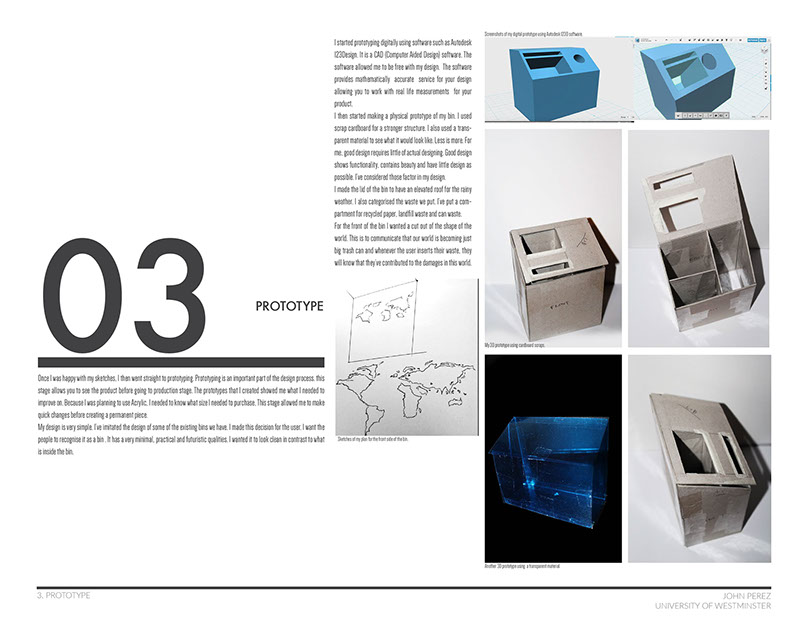 03
PROTOTYPE
Once I was happy with my sketches, I then went straight to prototyping. Prototyping is an important part of the design process. this
stage allows you to see the product before going to production stage. The prototypes that I created showed me what I needed to
improve on. Because I was planning to use Acrylic, I needed to know what size I needed to purchase. This stage allowed me to make
quick changes before creating a permanent piece.
My design is very simple. I've imitated the design of some of the existing bins we have. I made this decision for the user. I want the
people to recognise it as a bin . It has a very minimal, practical and futuristic qualities. I wanted it to look clean in contrast to what
is inside the bin.
I started prototyping digitally using software such as Autodesk
123Design. It is a CAD (Computer Aided Design) software. The
software allowed me to be free with my design. The software
provides mathematically accurate service for your design
allowing you to work with real life measurements for your
product.
I then started making a physical prototype of my bin. I used
scrap cardboard for a stronger structure. I also used a trans-
parent material to see what it would look like. Less is more. For
me, good design requires little of actual designing. Good design
shows functionality, contains beauty and have little design as
possible. I've considered those factor in my design.
I made the lid of the bin to have an elevated roof for the rainy
weather. I also categorised the waste we put. I've put a com-
partment for recycled paper, landfill waste and can waste.
For the front of the bin I wanted a cut out of the shape of the
world. This is to communicate that our world is becoming just
big trash can and whenever the user inserts their waste, they
will know that they've contributed to the damages in this world.
Sketches of my plan for the front side of the bin.
Screenshots of my digital prototype using Autodesk 123D software
My 3D prototype using cardboard scraps.
Another 3D prototype using a transparent material
3. PROTOTYPE
JOHN PEREZ
UNIVERSITY OF WESTMINSTER